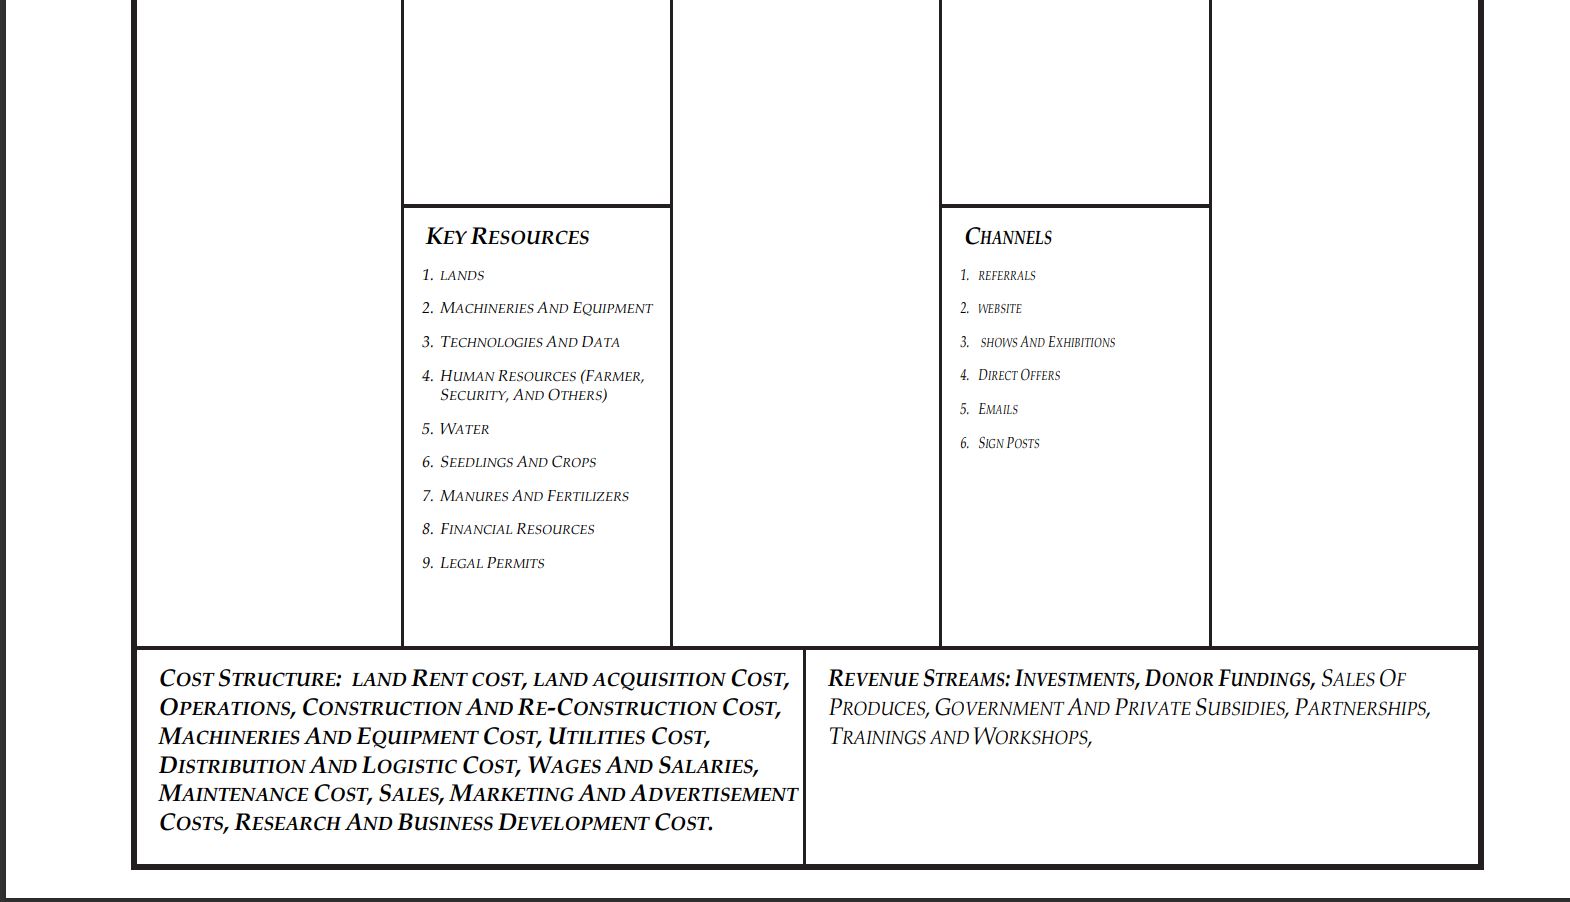 Key Resources
1. lands
2. Machineries And Equipment
3. Technologies And Data
4. Human Resources (Farmer,
Security, And Others)
5. Water
6. Seedlings And Crops
7. Manures And Fertilizers
8. Financial Resources
9. Legal Permits
Channels
1. referrals
2. website
3. shows And Exhibitions
4. Direct Offers
5. Emails
6. Sign Posts
Cost Structure: land Rent cost, land acquisition Cost,
Operations, Construction And Re-Construction Cost,
Machineries And Equipment Cost, Utilities Cost,
Distribution And Logistic Cost, Wages And Salaries,
Maintenance Cost, Sales, Marketing And Advertisement
Costs, Research And Business Development Cost.
Revenue Streams: Investments, Donor Fundings, Sales Of
Produces, Government And Private Subsidies, Partnerships,
Trainings and Workshops,